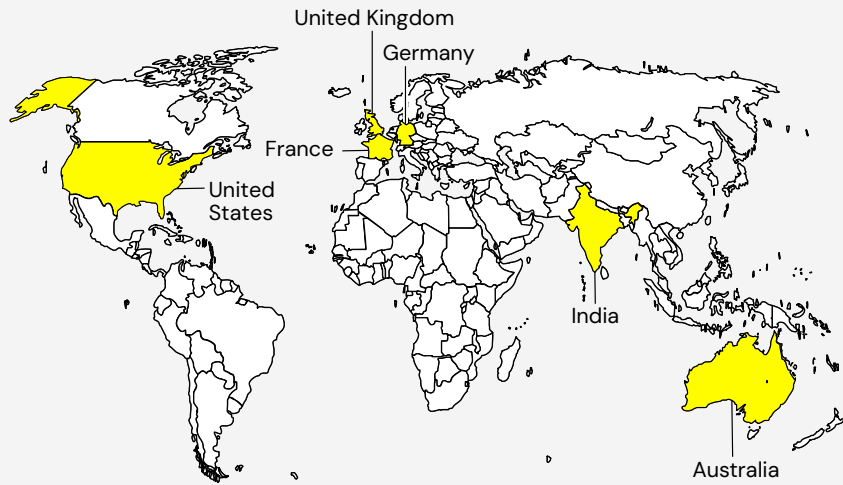 United Kingdom
Germany
France
United
States
India
Australia